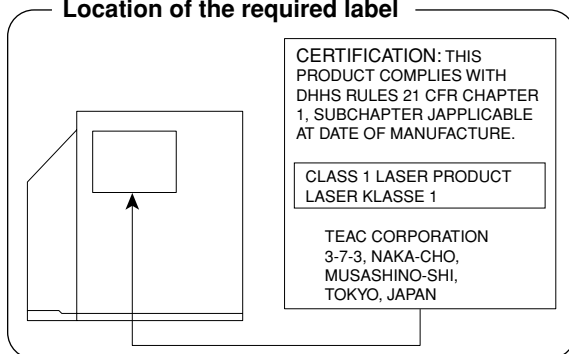 Location of the required label
CERTIFICATION: THIS
PRODUCT COMPLIES WITH
DHHS RULES 21 CFR CHAPTER
1, SUBCHAPTER JAPPLICABLE
AT DATE OF MANUFACTURE.
CLASS 1 LASER PRODUCT
LASER KLASSE 1
TEAC CORPORATION
3-7-3, NAKA-CHO,
MUSASHINO-SHI,
TOKYO, JAPAN